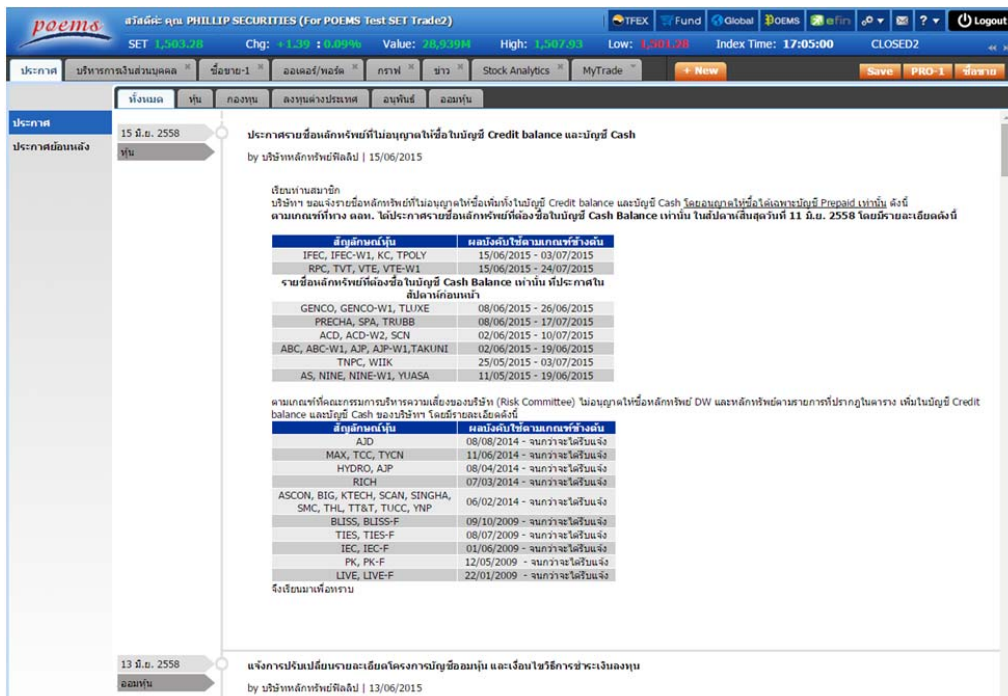 poems
สวัสดีค่ะ คุณ PHILLIP SECURITIES (For POEMS Test SET Trade2)
TFEX Fund Global POEMS efin Logout
SET 1,503.28 Chg: +1.39 : 0.09% Value: 28,939M High: 1,507.93 Low: 1,501.28 Index Time: 17:05:00 CLOSED2
ประกาศ บริหารการเงินส่วนบุคคล ซื้อขาย-1 ออเดอร์/พอร์ต กราฟ ข่าว Stock Analytics MyTrade + New Save PRO-1 ซื้อขาย
ทั้งหมด หุ้น กองทุน ลงทุนต่างประเทศ อนุพันธ์ ออมหุ้น
ประกาศ
ประกาศย้อนหลัง
15 มิ.ย. 2558
หุ้น
ประกาศรายชื่อหลักทรัพย์ที่ไม่อนุญาตให้ซื้อในบัญชี Credit balance และบัญชี Cash
by บริษัทหลักทรัพย์ฟิลลิป | 15/06/2015
เรียนท่านสมาชิก
บริษัทฯ ขอแจ้งรายชื่อหลักทรัพย์ที่ไม่อนุญาตให้ซื้อเพิ่มทั้งในบัญชี Credit balance และบัญชี Cash โดยอนุญาตให้ซื้อได้เฉพาะบัญชี Prepaid เท่านั้น ดังนี้
ตามเกณฑ์ที่ทาง ตลท. ได้ประกาศรายชื่อหลักทรัพย์ที่ต้องซื้อในบัญชี Cash Balance เท่านั้น ในสัปดาห์สิ้นสุดวันที่ 11 มิ.ย. 2558 โดยมีรายละเอียดดังนี้
สัญลักษณ์หุ้น ผลบังคับใช้ตามเกณฑ์ข้างต้น
IFEC, IFEC-W1, KC, TPOLY 15/06/2015 - 03/07/2015
RPC, TVT, VTE, VTE-W1 15/06/2015 - 24/07/2015
รายชื่อหลักทรัพย์ที่ต้องซื้อในบัญชี Cash Balance เท่านั้น ที่ประกาศใน
สัปดาห์ก่อนหน้า
GENCO, GENCO-W1, TLUXE 08/06/2015 - 26/06/2015
PRECHA, SPA, TRUBB 08/06/2015 - 17/07/2015
ACD, ACD-W2, SCN 02/06/2015 - 10/07/2015
ABC, ABC-W1, AJP, AJP-W1,TAKUNI 02/06/2015 - 19/06/2015
TNPC, WIIK 25/05/2015 - 03/07/2015
AS, NINE, NINE-W1, YUASA 11/05/2015 - 19/06/2015
ตามเกณฑ์ที่คณะกรรมการบริหารความเสี่ยงของบริษัท (Risk Committee) ไม่อนุญาตให้ซื้อหลักทรัพย์ DW และหลักทรัพย์ตามรายการที่ปรากฏในตาราง เพิ่มในบัญชี Credit
balance และบัญชี Cash ของบริษัทฯ โดยมีรายละเอียดดังนี้
สัญลักษณ์หุ้น ผลบังคับใช้ตามเกณฑ์ข้างต้น
AJD 08/08/2014 - จนกว่าจะได้รับแจ้ง
MAX, TCC, TYCN 11/06/2014 - จนกว่าจะได้รับแจ้ง
HYDRO, AJP 08/04/2014 - จนกว่าจะได้รับแจ้ง
RICH 07/03/2014 - จนกว่าจะได้รับแจ้ง
ASCON, BIG, KTECH, SCAN, SINGHA,
SMC, THL, TT&T, TUCC, YNP 06/02/2014 - จนกว่าจะได้รับแจ้ง
BLISS, BLISS-F 09/10/2009 - จนกว่าจะได้รับแจ้ง
TIES, TIES-F 08/07/2009 - จนกว่าจะได้รับแจ้ง
IEC, IEC-F 01/06/2009 - จนกว่าจะได้รับแจ้ง
PK, PK-F 12/05/2009 - จนกว่าจะได้รับแจ้ง
LIVE, LIVE-F 22/01/2009 - จนกว่าจะได้รับแจ้ง
จึงเรียนมาเพื่อทราบ
13 มิ.ย. 2558
ออมหุ้น
แจ้งการปรับเปลี่ยนรายละเอียดโครงการบัญชีออมหุ้น และเงื่อนไขวิธีการชำระเงินลงทุน
by บริษัทหลักทรัพย์ฟิลลิป | 13/06/2015